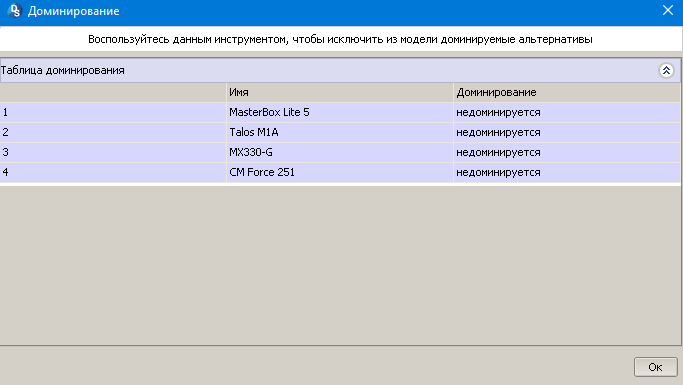 Доминирование
Воспользуйтесь данным инструментом, чтобы исключить из модели доминируемые альтернативы
Таблица доминирования
Имя Доминирование
1 MasterBox Lite 5 недоминируется
2 Talos M1A недоминируется
3 MX330-G недоминируется
4 CM Force 251 недоминируется
Ок